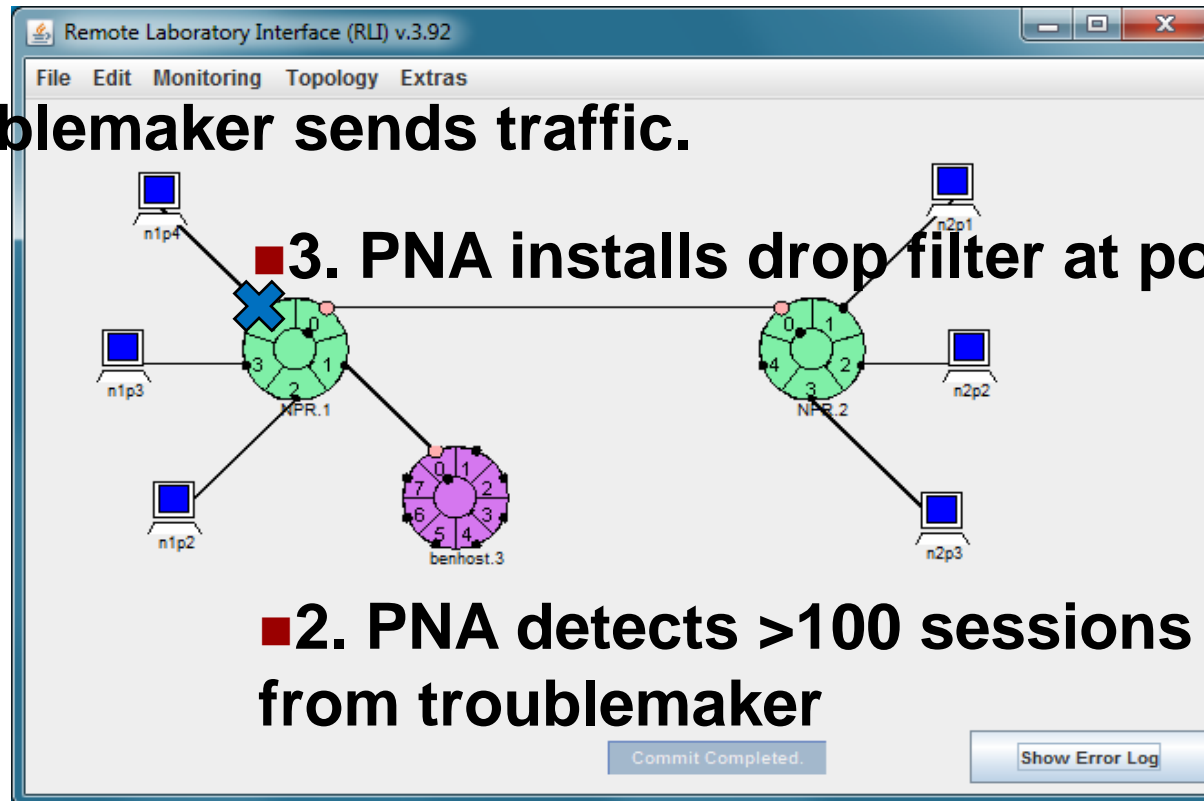 Remote Laboratory Interface (RLI) v.3.92
File Edit Monitoring Topology Extras
blemaker sends traffic.
n1p4
n2p1
■3. PNA installs drop filter at po
0
3
1
2
NPR.1
0
1
4
2
3
NPR.2
n1p3
n2p2
0
1
7
2
6
3
5
4
benhost.3
n1p2
n2p3
■2. PNA detects >100 sessions
from troublemaker
Commit Completed.
Show Error Log